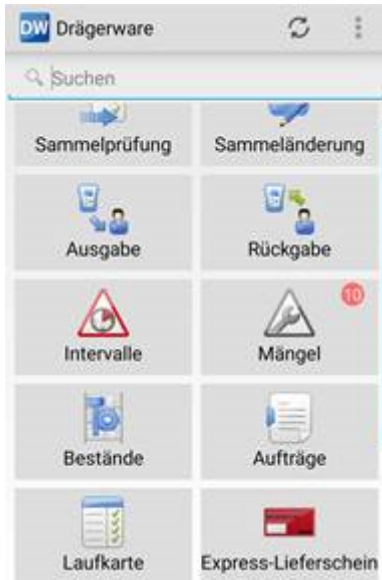 DW Drägerware
Suchen
Sammelprüfung Sammeländerung
Ausgabe Rückgabe
10
Intervalle Mängel
Bestände Aufträge
Laufkarte Express-Lieferschein